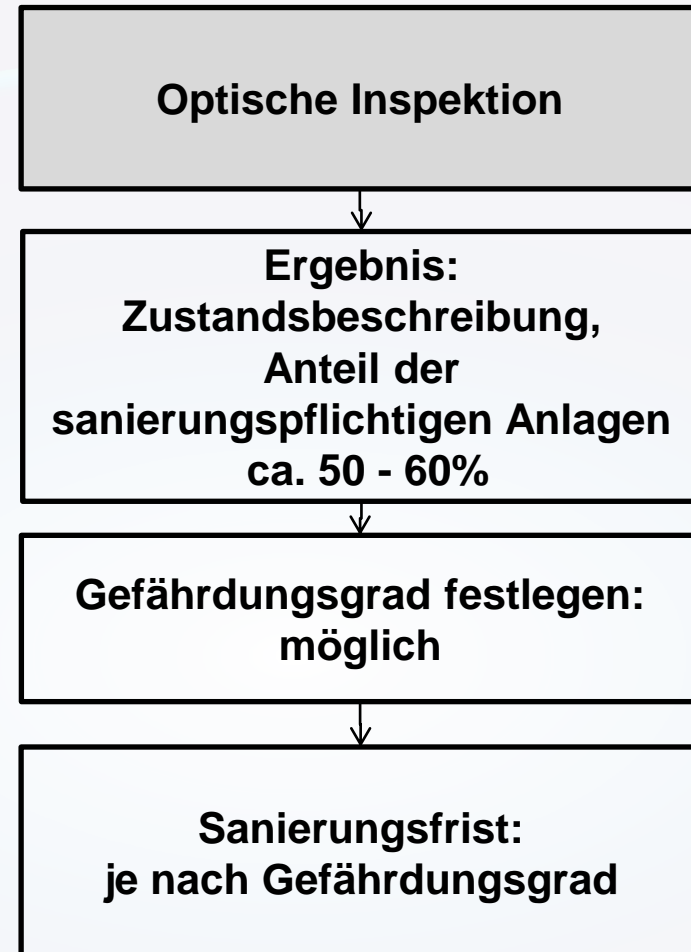 Optische Inspektion
Ergebnis:
Zustandsbeschreibung,
Anteil der
sanierungspflichtigen Anlagen
ca. 50 - 60%
Gefährdungsgrad festlegen:
möglich
Sanierungsfrist:
je nach Gefährdungsgrad